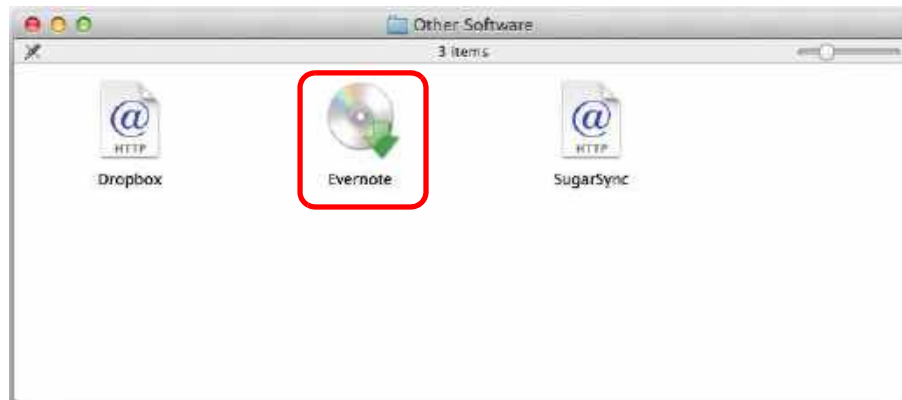 Other Software
3 items
@
HTTP
Dropbox
Evernote
@
HTTP
SugarSync